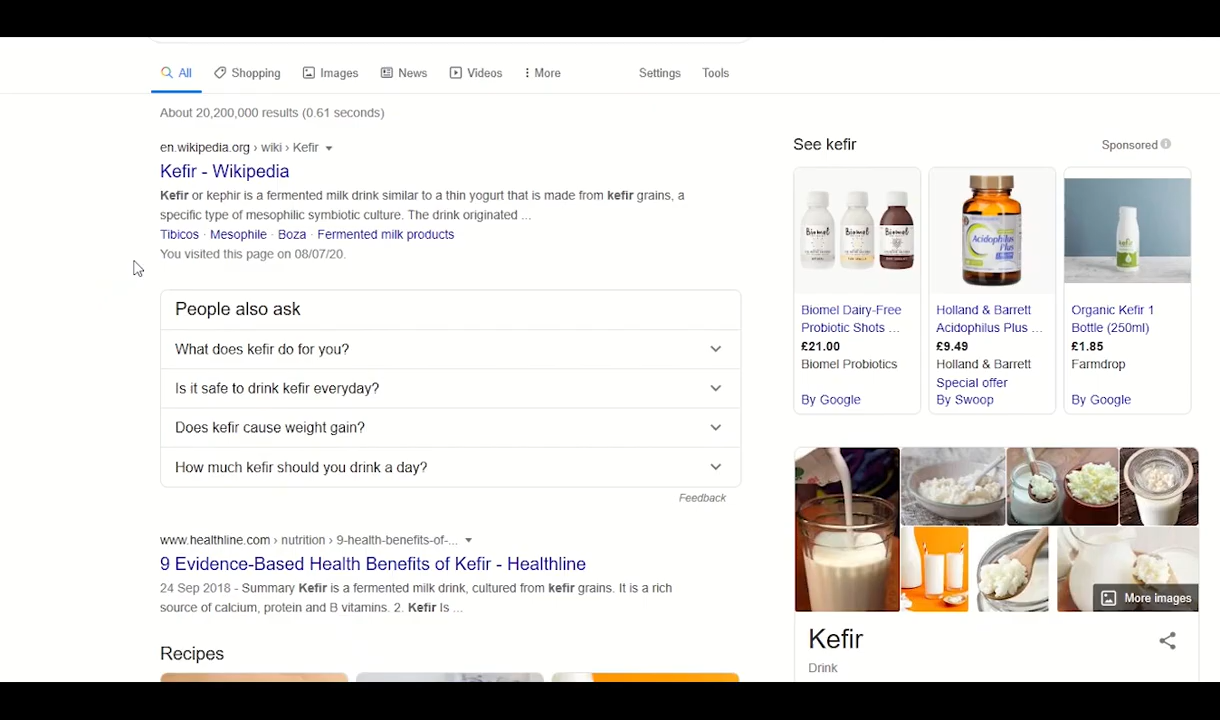 All
Shopping
Images
News
Videos
More
Settings
Tools
About 20,200,000 results (0.61 seconds)
en.wikipedia.org › wiki › Kefir
Kefir - Wikipedia
Kefir or kephir is a fermented milk drink similar to a thin yogurt that is made from kefir grains, a
specific type of mesophilic symbiotic culture. The drink originated ...
Tibicos · Mesophile · Boza · Fermented milk products
You visited this page on 08/07/20.
People also ask
What does kefir do for you?
Is it safe to drink kefir everyday?
Does kefir cause weight gain?
How much kefir should you drink a day?
Feedback
www.healthline.com › nutrition › 9-health-benefits-of-...
9 Evidence-Based Health Benefits of Kefir - Healthline
24 Sep 2018 - Summary Kefir is a fermented milk drink, cultured from kefir grains. It is a rich
source of calcium, protein and B vitamins. 2. Kefir Is ...
Recipes
See kefir
Sponsored
Biomel
Biomel
Biomel
Acidophilus
Plus
kefir
Biomel Dairy-Free
Probiotic Shots ...
£21.00
Biomel Probiotics
By Google
Holland & Barrett
Acidophilus Plus ...
£9.49
Holland & Barrett
Special offer
By Swoop
Organic Kefir 1
Bottle (250ml)
£1.85
Farmdrop
By Google
More images
Kefir
Drink